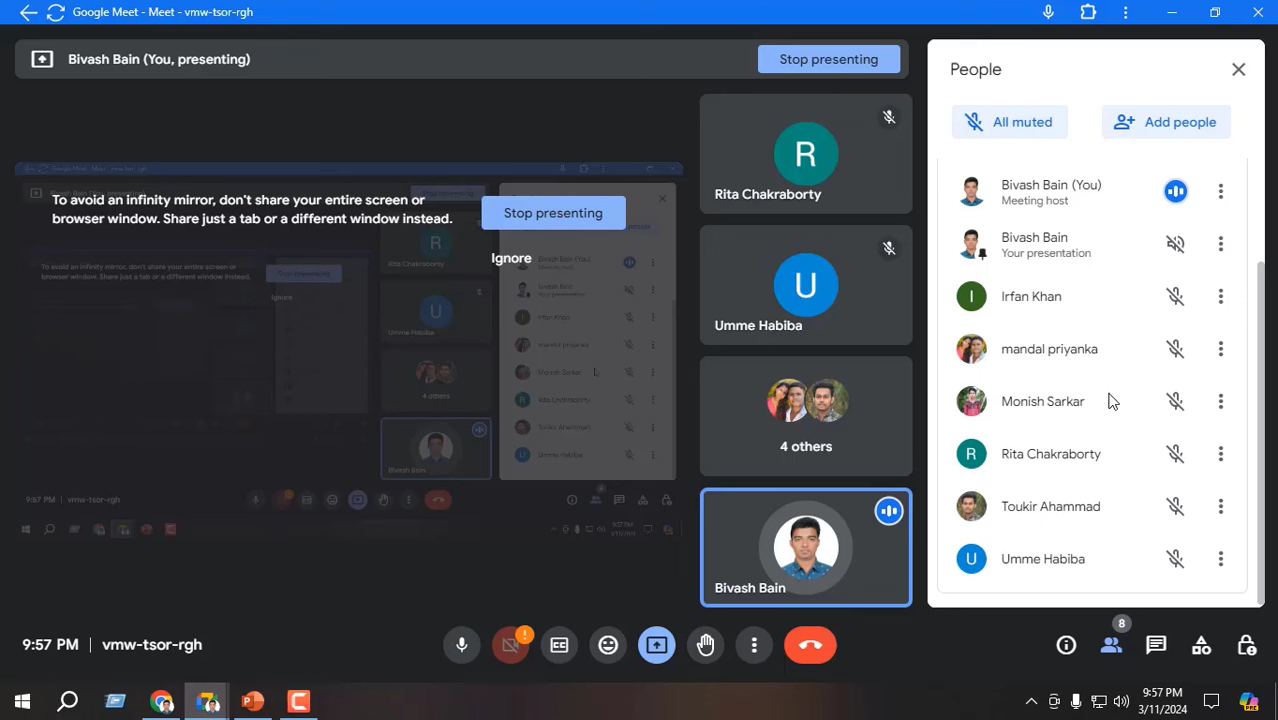 Google Meet - Meet - vmw-tsor-rgh
Bivash Bain (You, presenting)
Stop presenting
To avoid an infinity mirror, don't share your entire screen or
browser window. Share just a tab or a different window instead.
Stop presenting
Ignore
Rita Chakraborty
Umme Habiba
4 others
Bivash Bain
R
U
People
All muted
Add people
Bivash Bain (You)
Meeting host
Bivash Bain
Your presentation
I
Irfan Khan
mandal priyanka
Monish Sarkar
R
Rita Chakraborty
Toukir Ahammad
U
Umme Habiba
9:57 PM | vmw-tsor-rgh
8
9:57 PM
3/11/2024